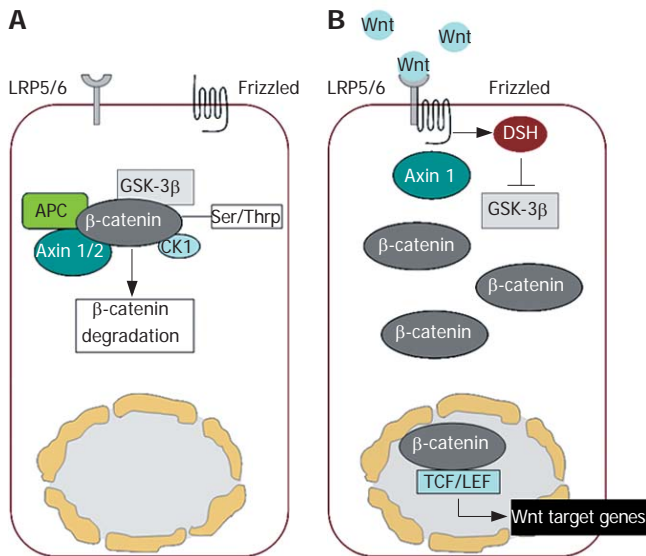 A
LRP5/6
Frizzled
GSK-3β
APC
β-catenin
Ser/Thrp
Axin 1/2
CK1
β-catenin
degradation
B
Wnt
Wnt
Wnt
LRP5/6
Frizzled
DSH
Axin 1
GSK-3β
β-catenin
β-catenin
β-catenin
β-catenin
TCF/LEF
Wnt target genes